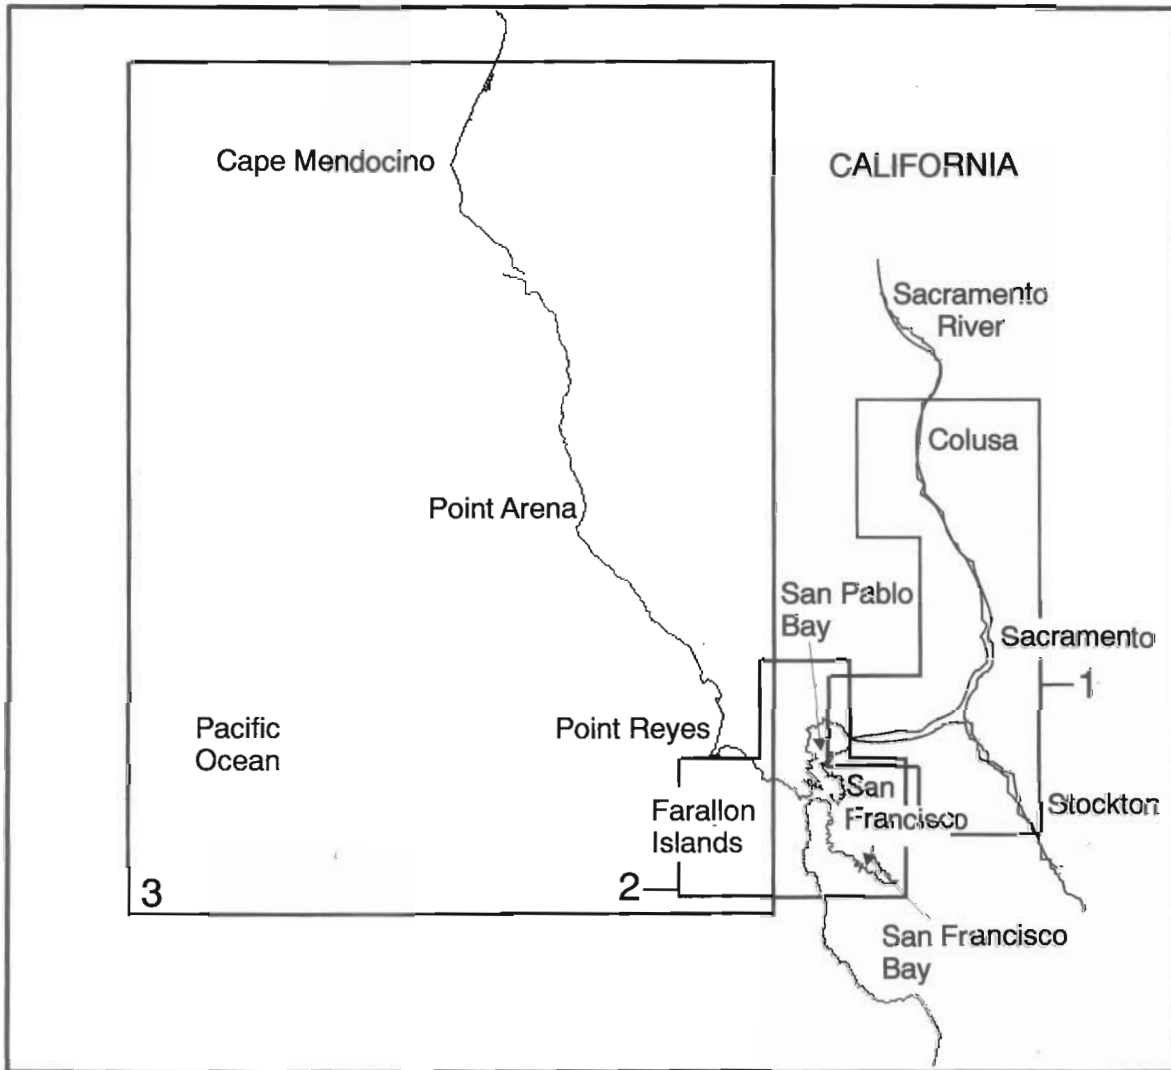 Cape Mendocino
CALIFORNIA
Sacramento
River
Colusa
Point Arena
San Pablo
Bay
Sacramento
1
Pacific
Ocean
Point Reyes
San
Francisco
Stockton
Farallon
Islands
2
3
San Francisco
Bay